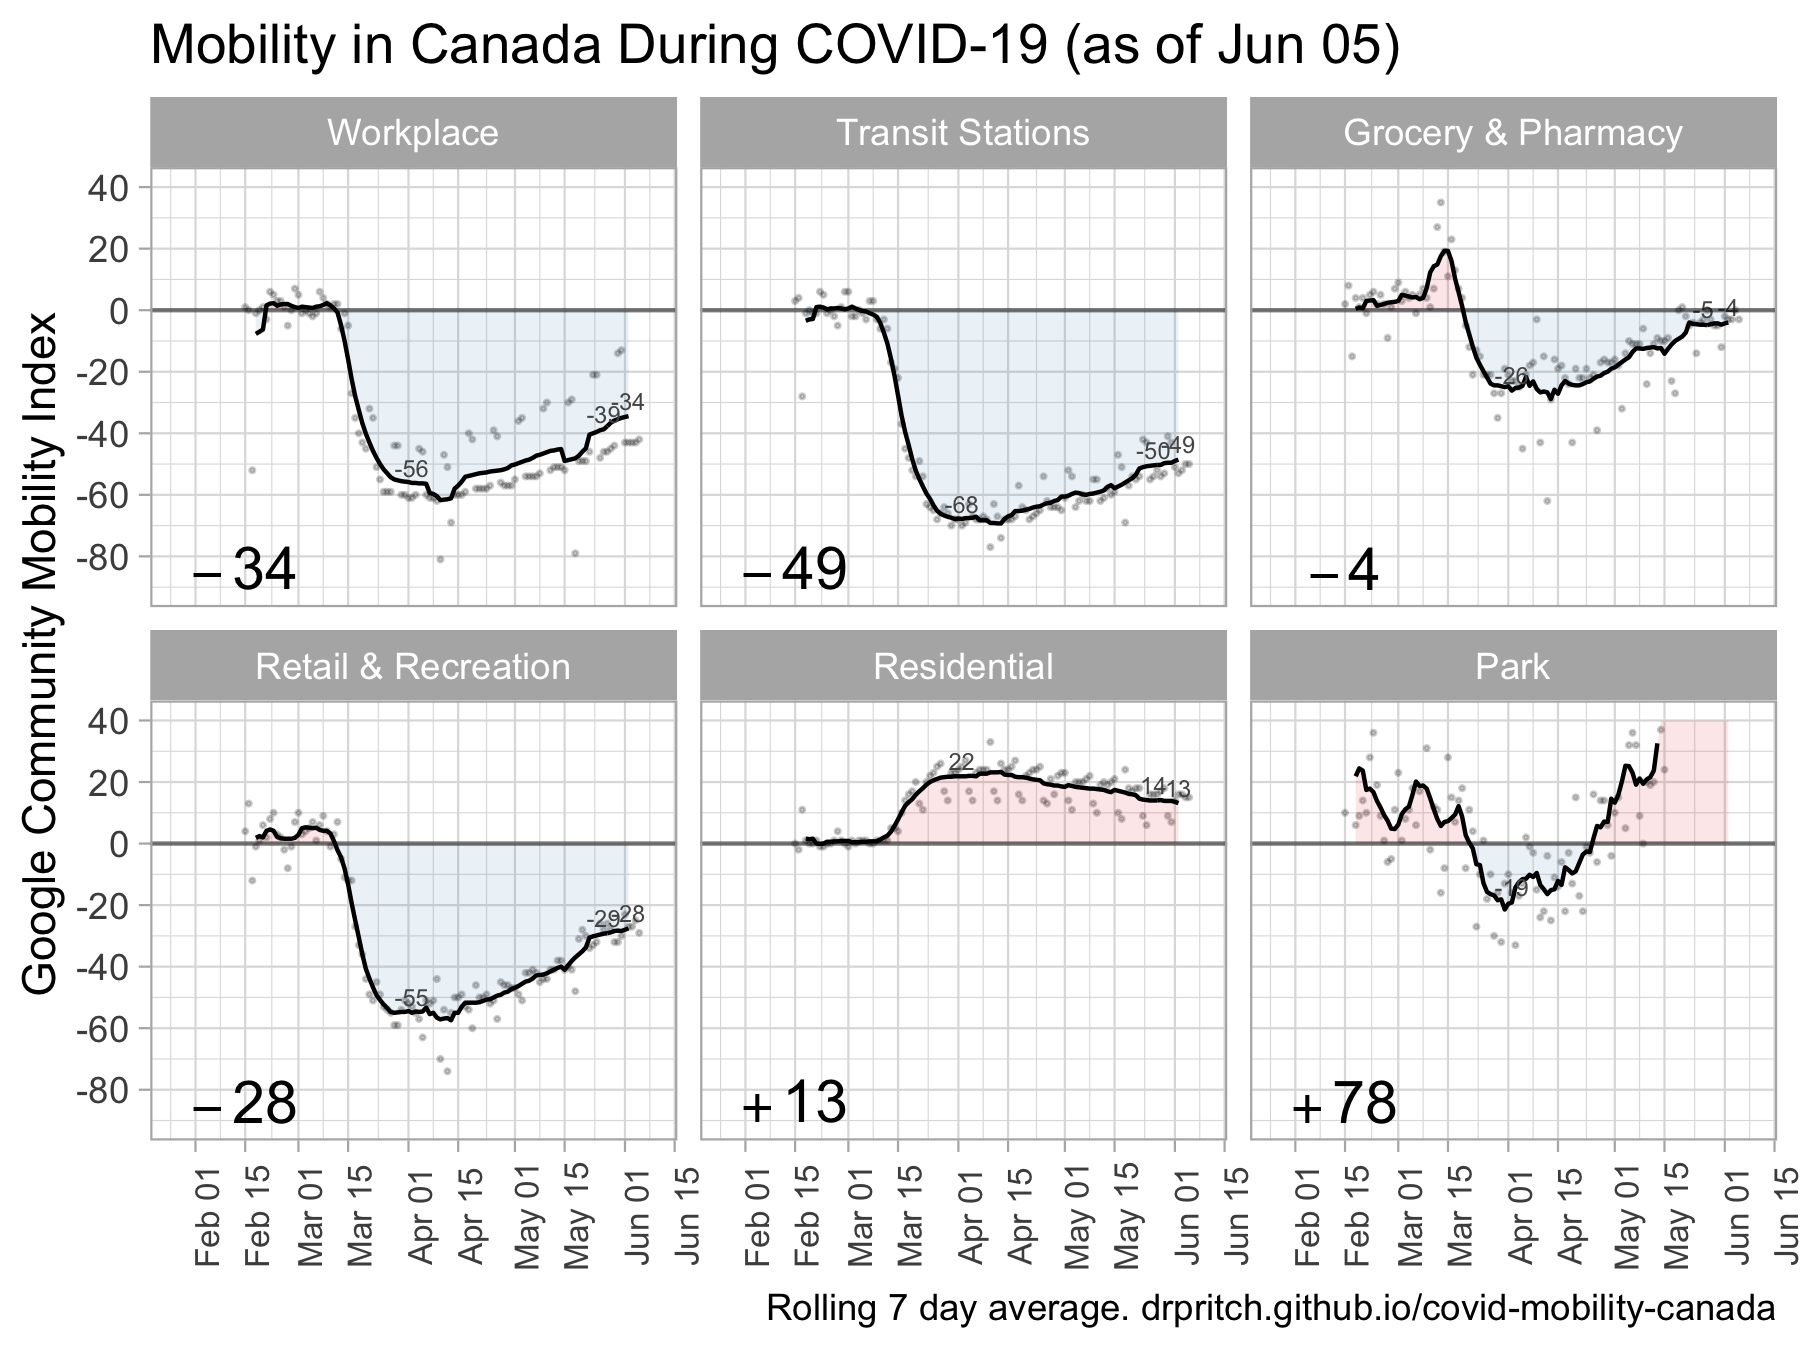 Mobility in Canada During COVID-19 (as of Jun 05)
Google Community Mobility Index
Workplace
Transit Stations
Grocery & Pharmacy
40
20
0
-20
-40
-60
-80
-56
-39
-34
−34
-68
-50
-49
−49
-26
-5
-4
−4
Retail & Recreation
Residential
Park
40
20
0
-20
-40
-60
-80
-55
-29
-28
−28
22
14
13
+13
-19
+78
Feb 01
Feb 15
Mar 01
Mar 15
Apr 01
Apr 15
May 01
May 15
Jun 01
Jun 15
Feb 01
Feb 15
Mar 01
Mar 15
Apr 01
Apr 15
May 01
May 15
Jun 01
Jun 15
Feb 01
Feb 15
Mar 01
Mar 15
Apr 01
Apr 15
May 01
May 15
Jun 01
Jun 15
Rolling 7 day average. drpritch.github.io/covid-mobility-canada